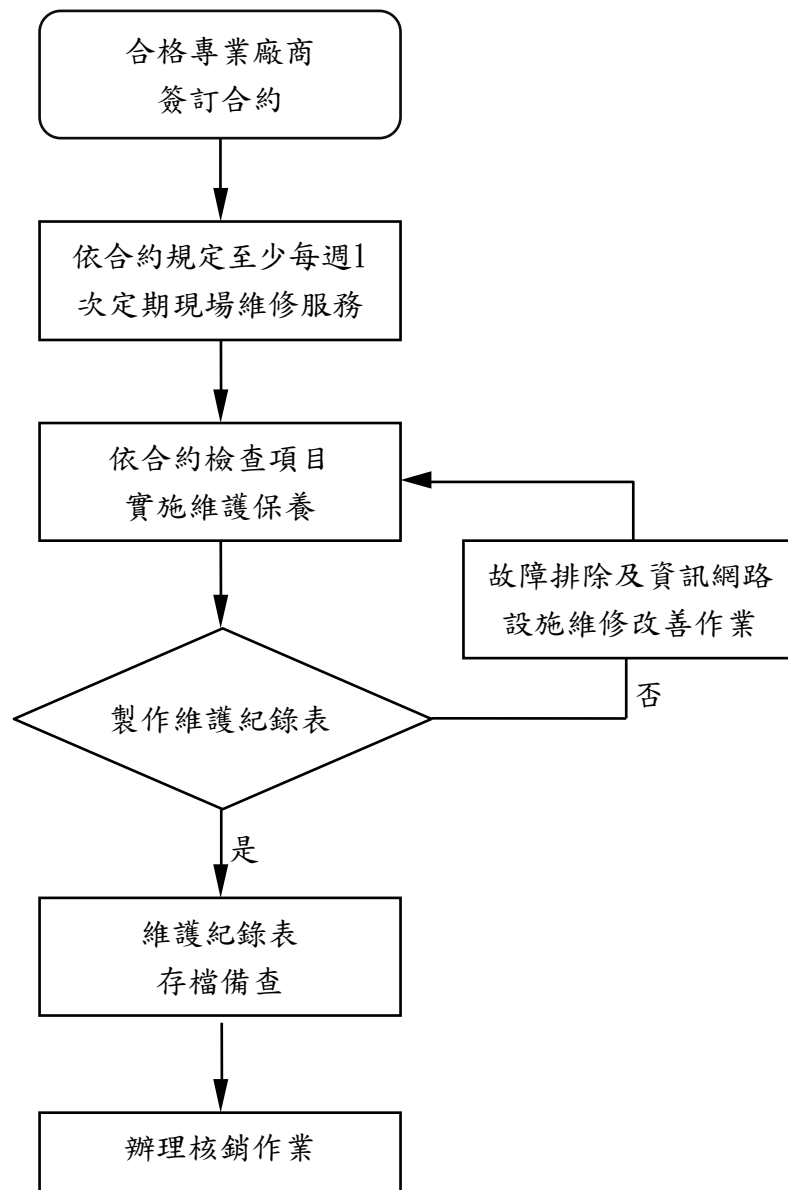 合格專業廠商
簽訂合約
依合約規定至少每週1
次定期現場維修服務
依合約檢查項目
實施維護保養
故障排除及資訊網路
設施維修改善作業
否
製作維護紀錄表
是
維護紀錄表
存檔備查
辦理核銷作業